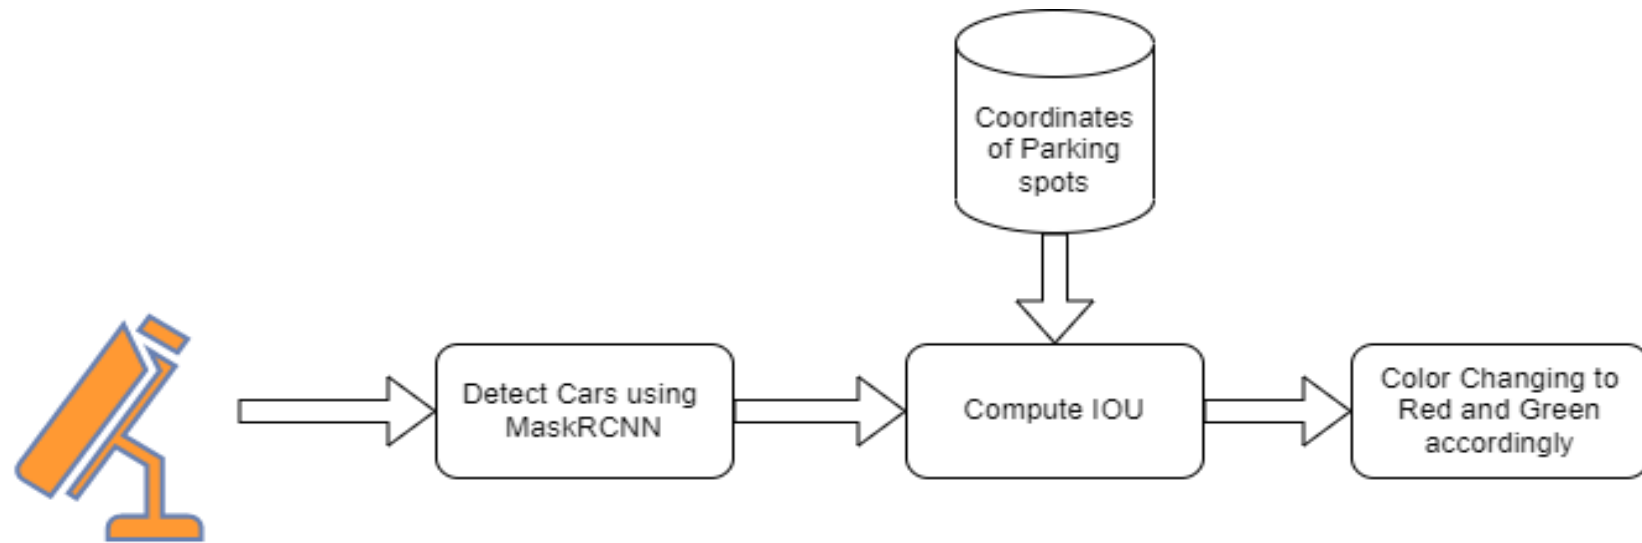 Coordinates
of Parking
spots
Detect Cars using
MaskRCNN
Compute IOU
Color Changing to
Red and Green
accordingly